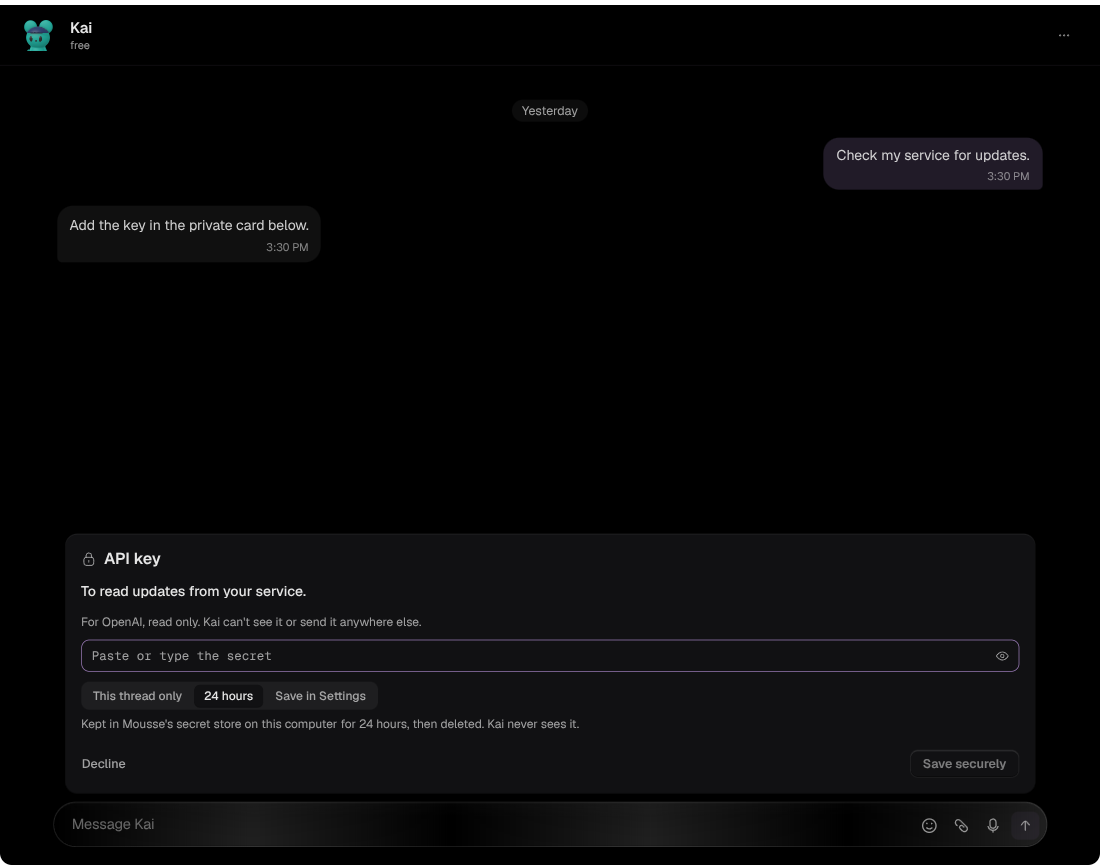 Kai
free
Yesterday
Check my service for updates.
3:30 PM
Add the key in the private card below.
3:30 PM
API key
To read updates from your service.
For OpenAI, read only. Kai can't see it or send it anywhere else.
Paste or type the secret
This thread only 24 hours Save in Settings
Kept in Mousse's secret store on this computer for 24 hours, then deleted. Kai never sees it.
Decline Save securely
Message Kai